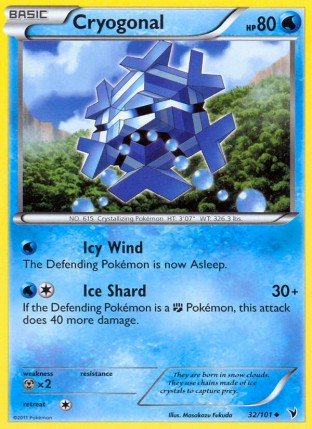 BASIC
Cryogonal
HP80
NO. 615 Crystallizing Pokémon. HT: 3'07" WT: 326.3 lbs.
Icy Wind
The Defending Pokémon is now Asleep.
Ice Shard 30+
If the Defending Pokémon is a Pokémon, this attack
does 40 more damage.
weakness resistance
×2
They are born in snow clouds.
They use chains made of ice
crystals to capture prey.
retreat
©2011 Pokémon
Illus. Masakazu Fukuda
32/101